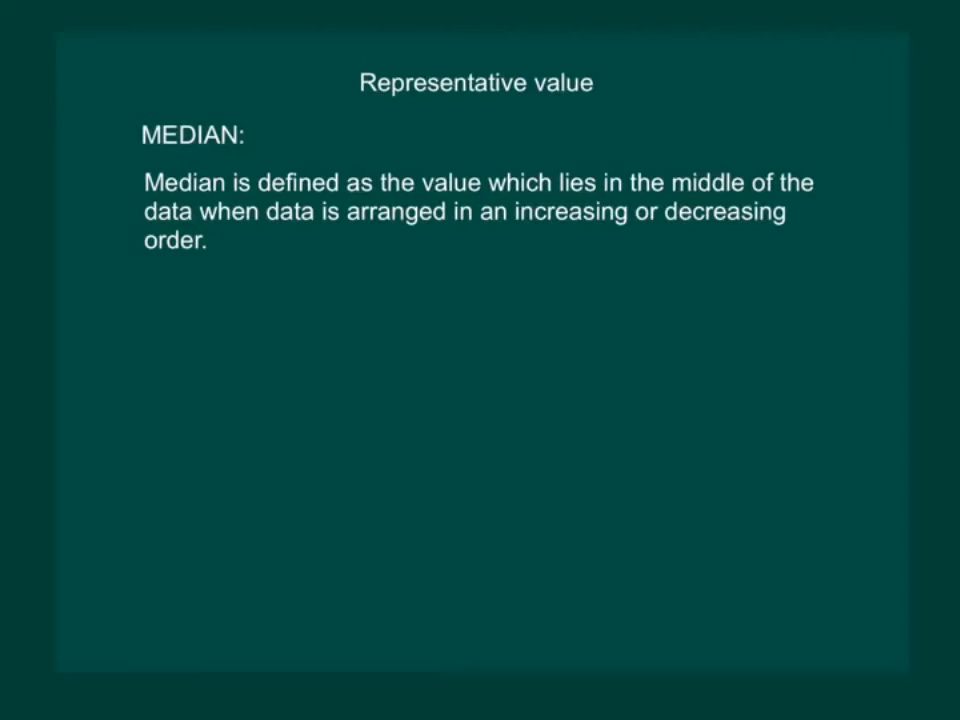 Representative value
MEDIAN:
Median is defined as the value which lies in the middle of the
data when data is arranged in an increasing or decreasing
order.